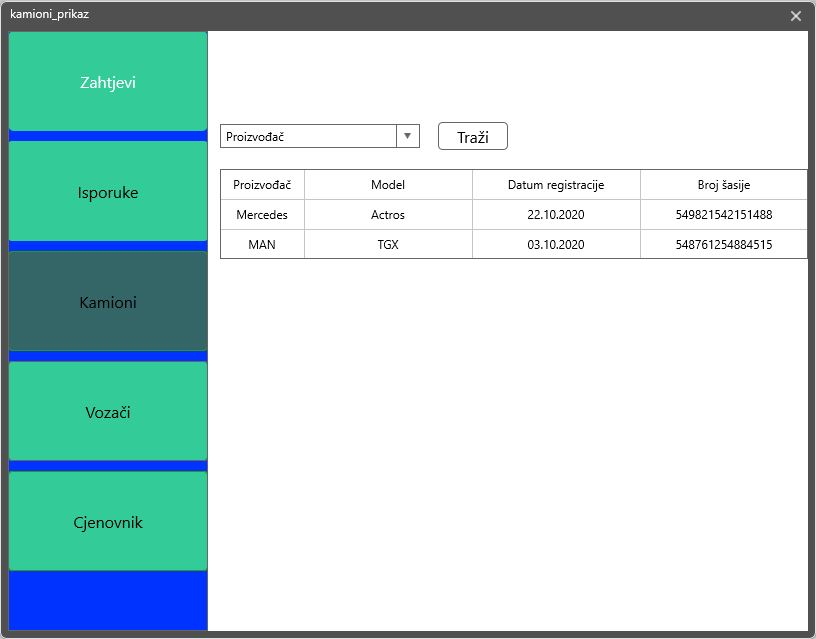 kamioni_prikaz
Zahtjevi
Isporuke
Kamioni
Vozači
Cjenovnik
Proizvođač
Traži
Proizvođač Model Datum registracije Broj šasije
Mercedes Actros 22.10.2020 549821542151488
MAN TGX 03.10.2020 548761254884515